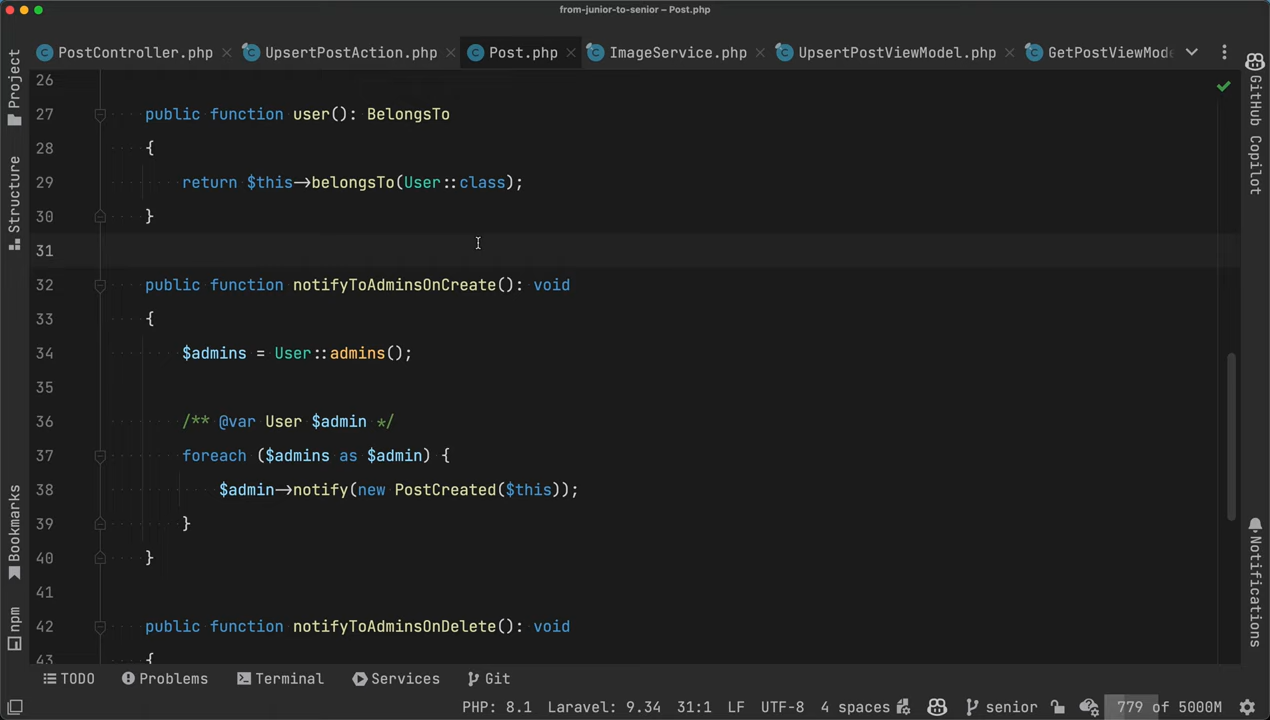 from-junior-to-senior – Post.php
PostController.php UpsertPostAction.php Post.php ImageService.php UpsertPostViewModel.php GetPostViewMode
Project
Structure
Bookmarks
npm
26
27 public function user(): BelongsTo
28 {
29 return $this->belongsTo(User::class);
30 }
31
32 public function notifyToAdminsOnCreate(): void
33 {
34 $admins = User::admins();
35
36 /** @var User $admin */
37 foreach ($admins as $admin) {
38 $admin->notify(new PostCreated($this));
39 }
40 }
41
42 public function notifyToAdminsOnDelete(): void
43 {
GitHub Copilot
Notifications
TODO Problems Terminal Services Git
PHP: 8.1 Laravel: 9.34 31:1 LF UTF-8 4 spaces senior 779 of 5000M